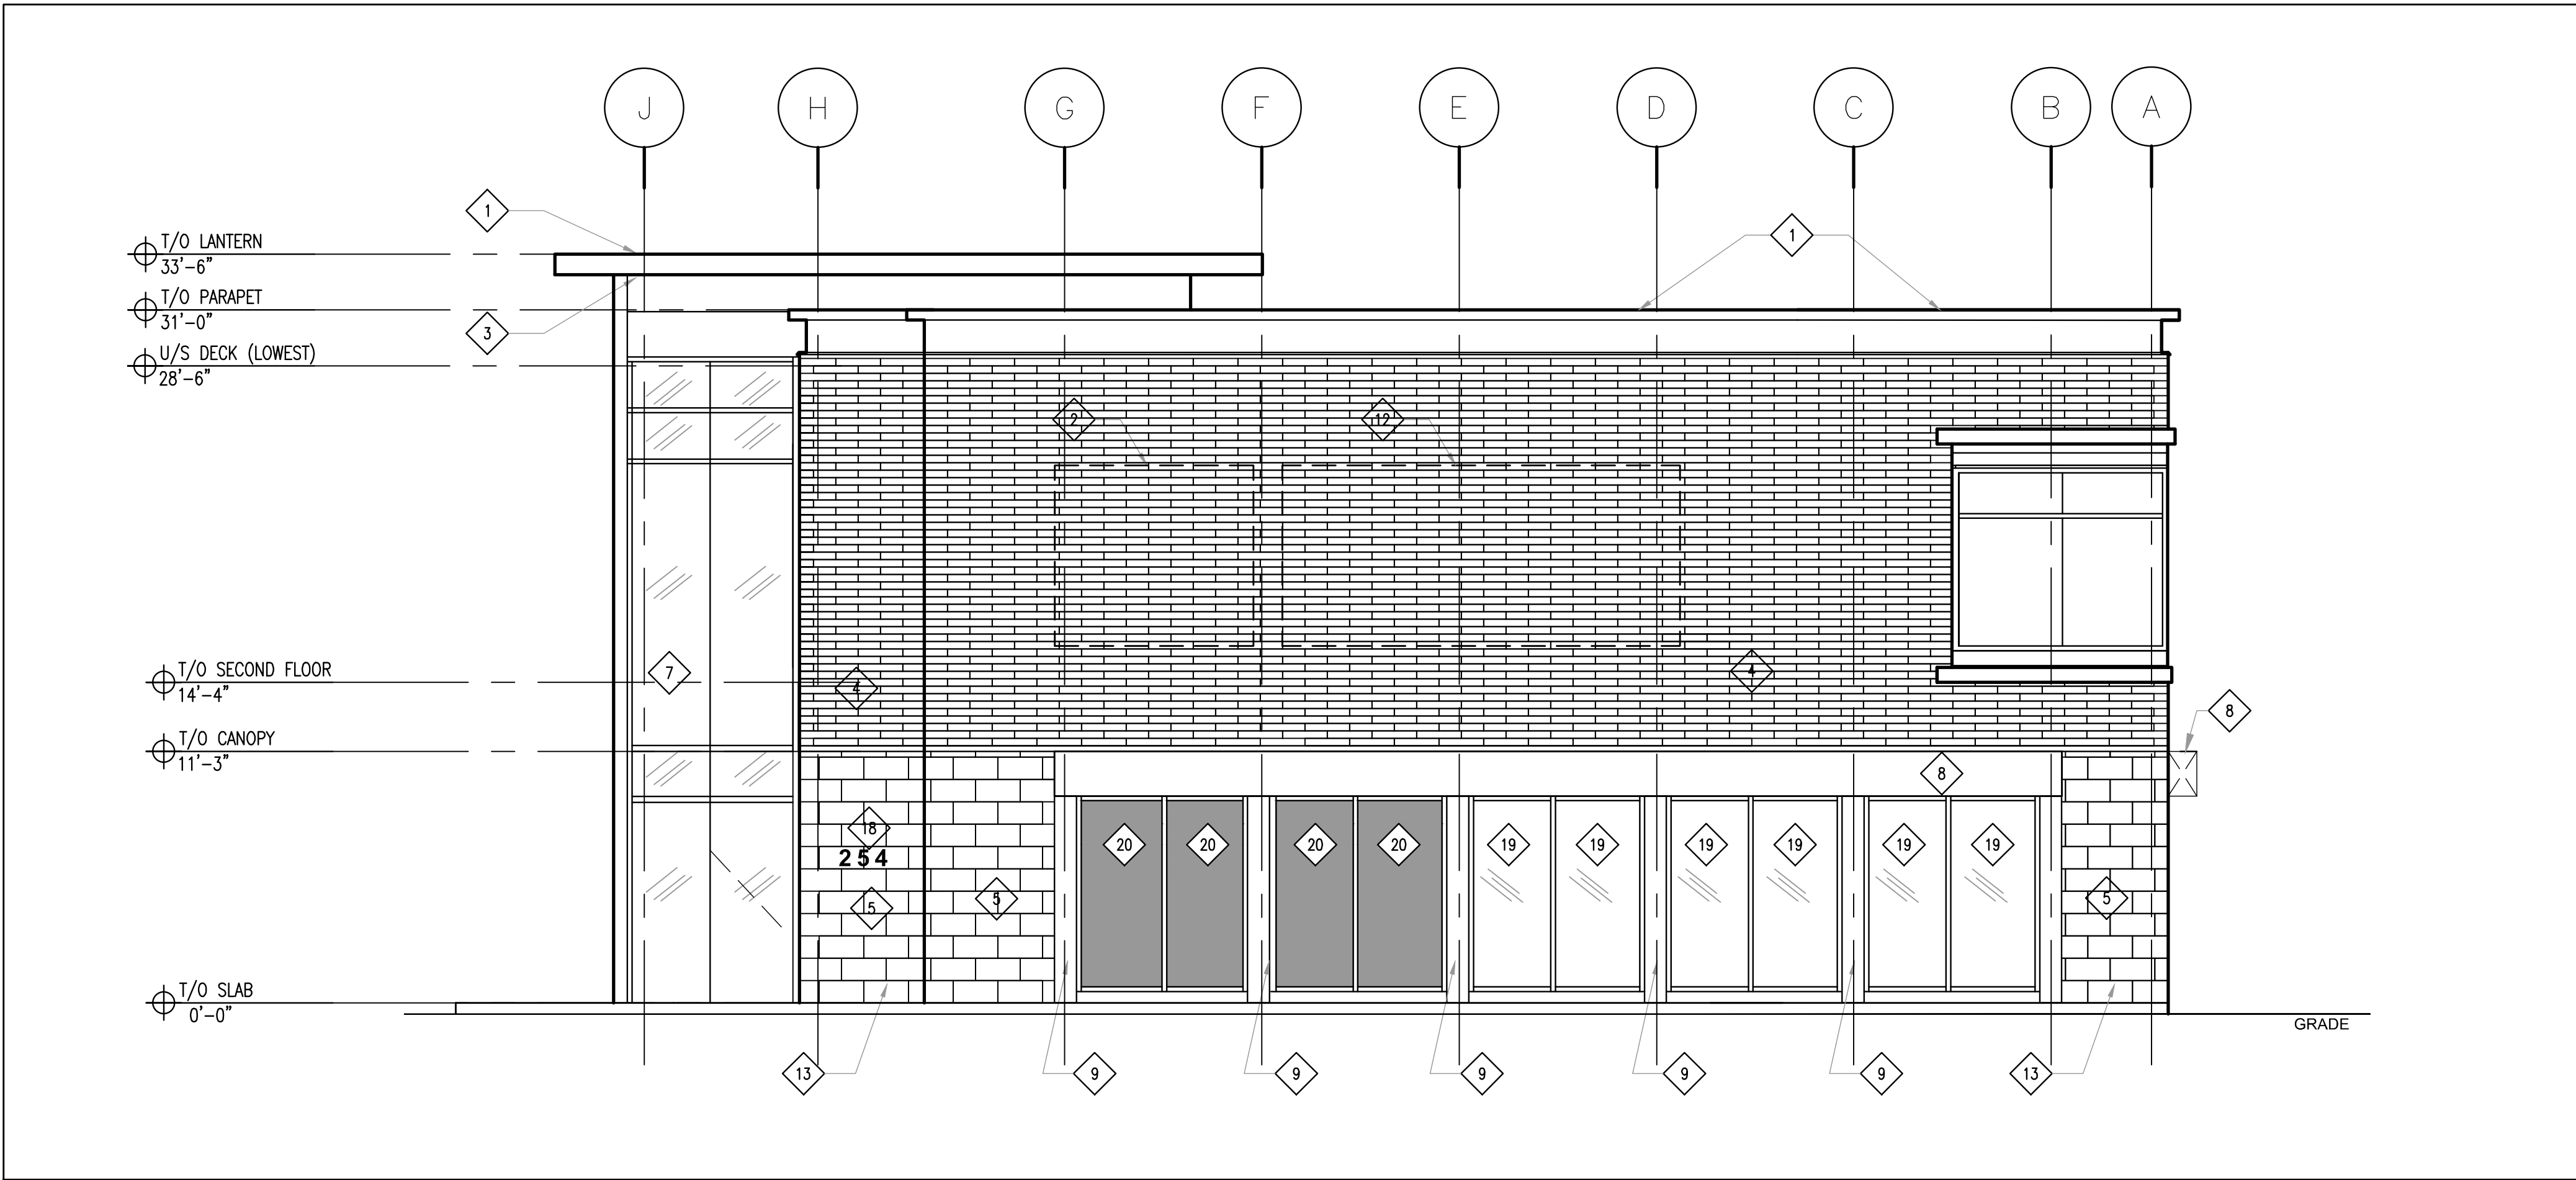 J H G F E D C B A
1
1
T/O LANTERN
33'-6"
T/O PARAPET
31'-0"
3
U/S DECK (LOWEST)
28'-6"
2 12
T/O SECOND FLOOR
14'-4"
7 4 4
8
T/O CANOPY
11'-3"
8
18
254
20 20 20 20 19 19 19 19 19 19
5 5 5
T/O SLAB
0'-0"
GRADE
13 9 9 9 9 9 13